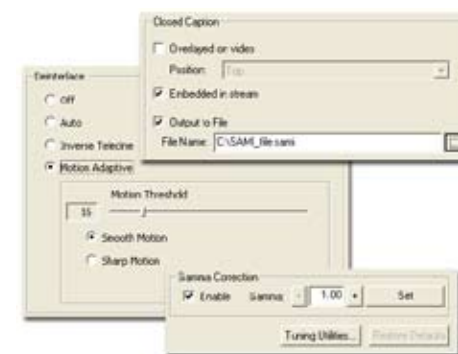 Closed Caption
Overlayed on video
Position: Top
Embedded in stream
Output to File
File Name: C:\SAMI_file.sami
Deinterlace
Off
Auto
Inverse Telecine
Motion Adaptive
Motion Threshold
15
Smooth Motion
Sharp Motion
Gamma Correction
Enable Gamma: - 1.00 + Set
Tuning Utilities... Restore Defaults